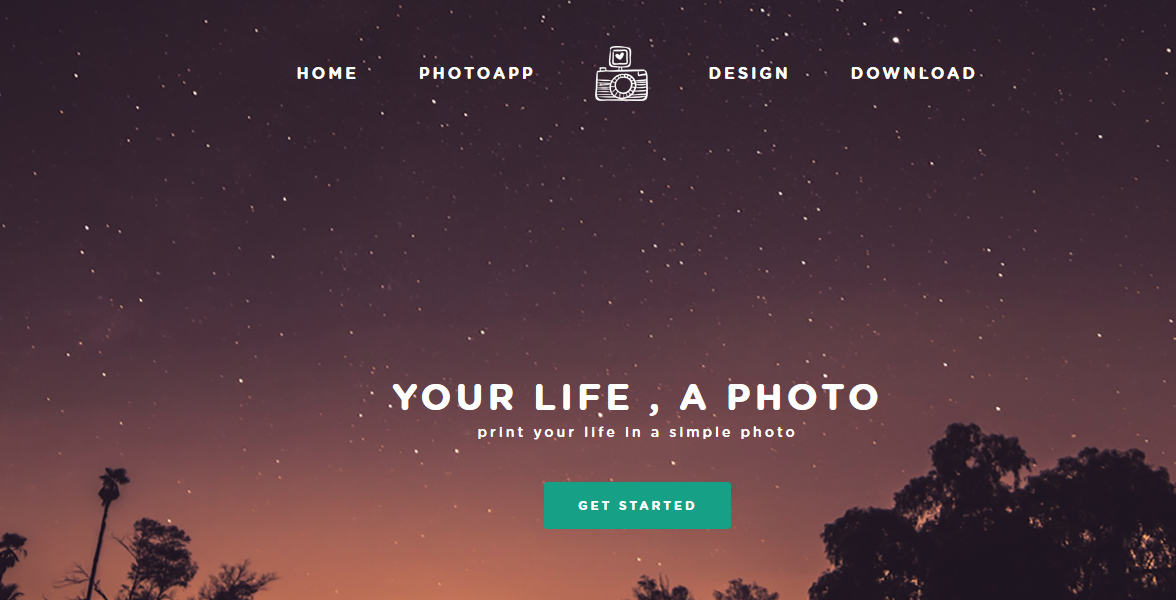 HOME PHOTOAPP DESIGN DOWNLOAD
YOUR LIFE , A PHOTO
print your life in a simple photo
GET STARTED